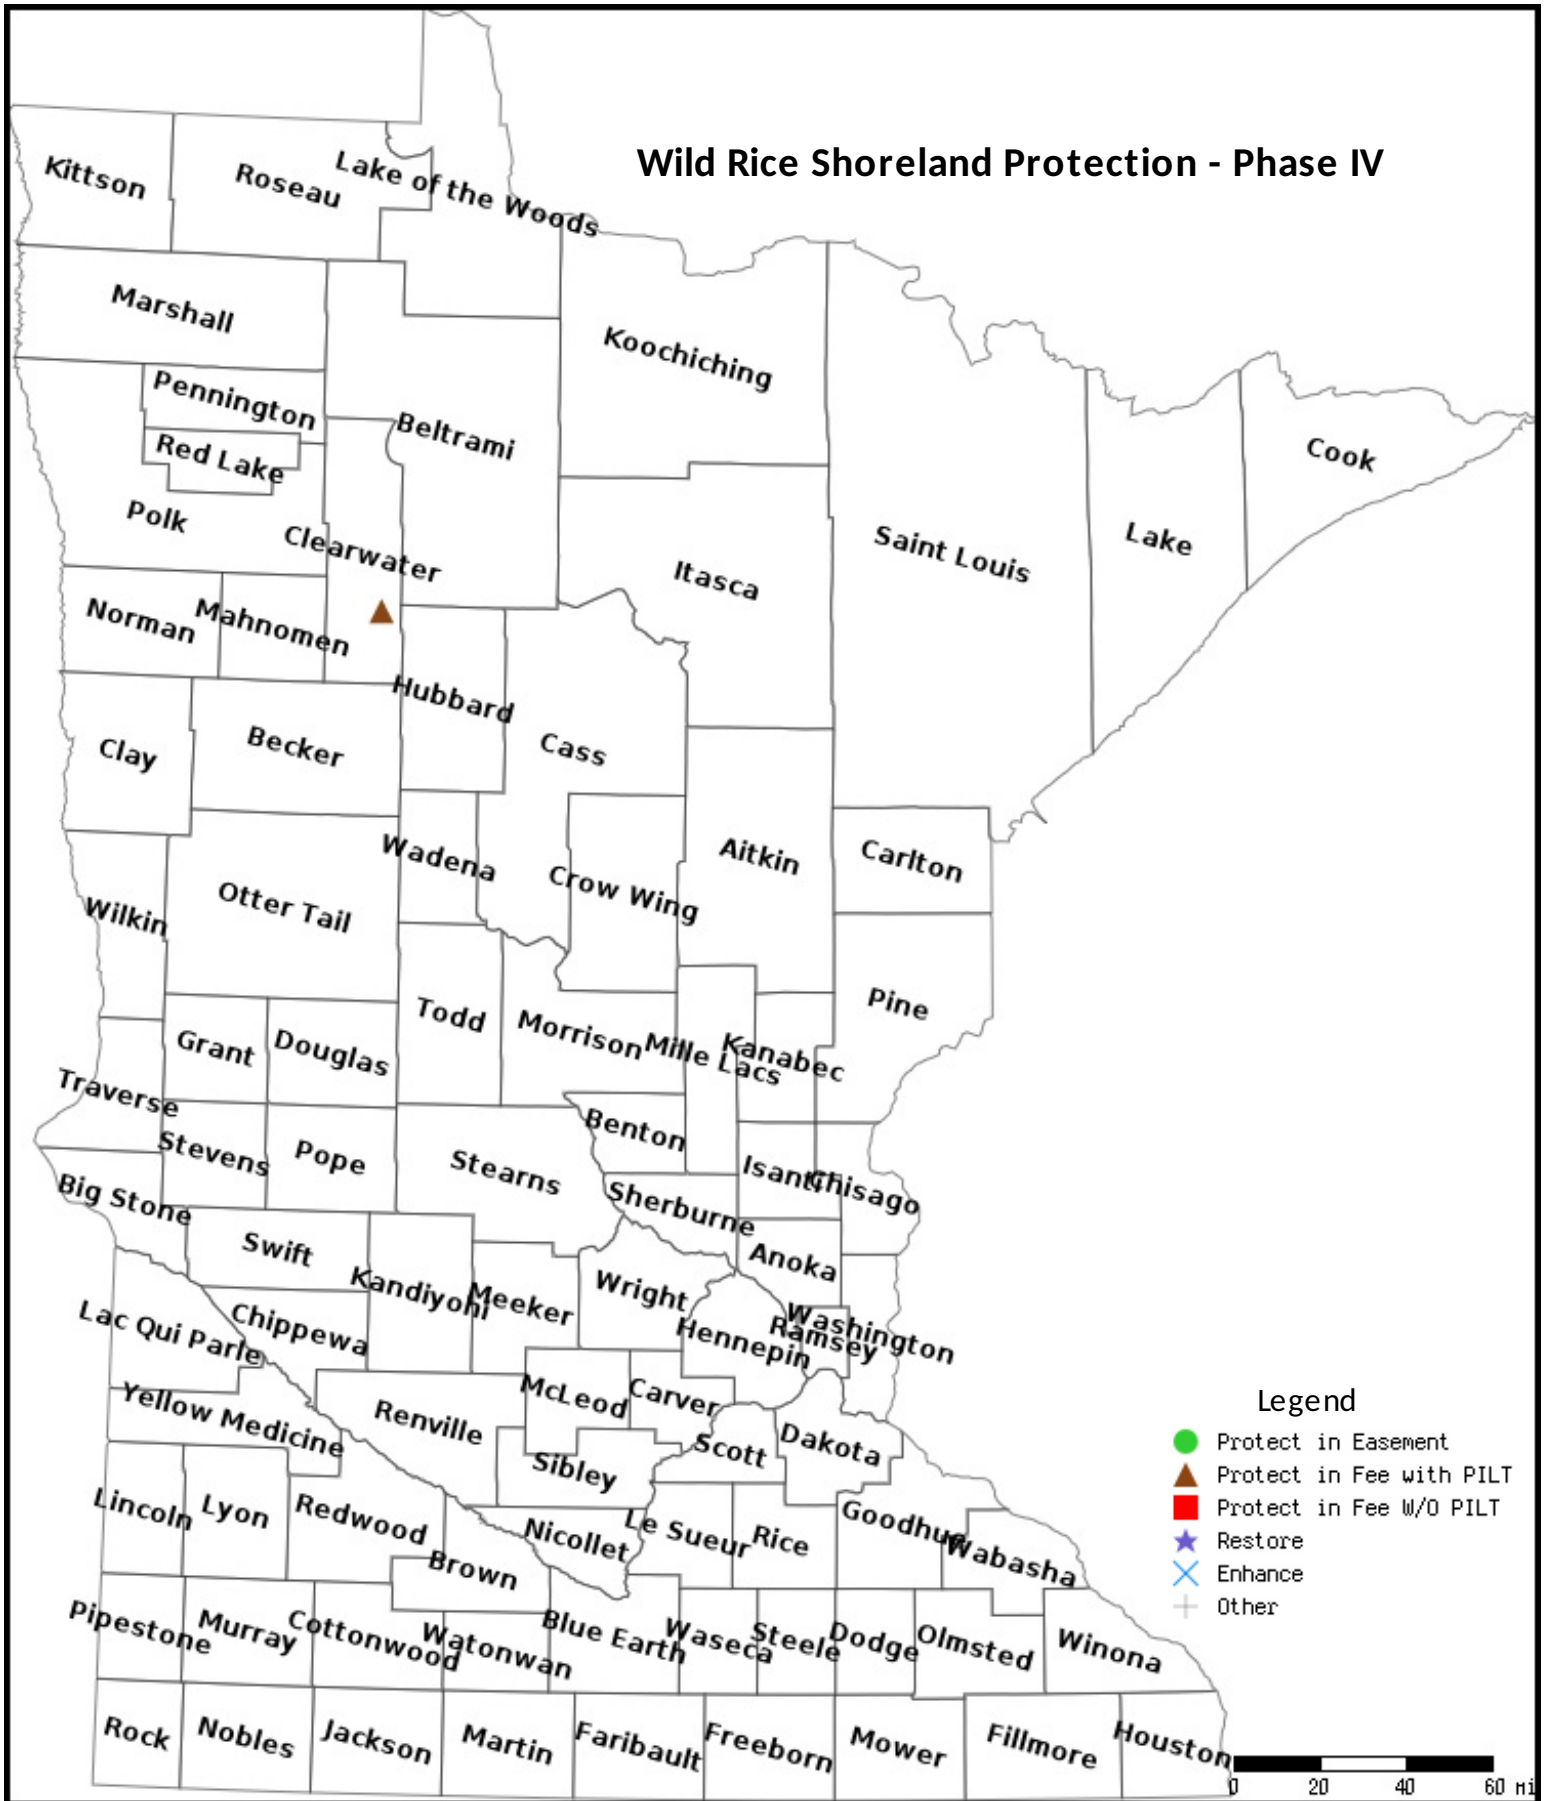 Wild Rice Shoreland Protection - Phase IV
Kittson
Roseau
Lake of the Woods
Marshall
Koochiching
Pennington
Beltrami
Red Lake
Cook
Polk
Clearwater
Saint Louis
Lake
Itasca
Norman
Mahnomen
Hubbard
Clay
Becker
Cass
Wadena
Aitkin
Carlton
Crow Wing
Otter Tail
Wilkin
Pine
Todd
Morrison
Mille Lacs
Kanabec
Grant
Douglas
Traverse
Benton
Stevens
Pope
Stearns
Isanti
Chisago
Big Stone
Sherburne
Swift
Anoka
Kandiyohi
Meeker
Wright
Washington
Ramsey
Hennepin
Lac Qui Parle
Chippewa
McLeod
Carver
Yellow Medicine
Renville
Scott
Dakota
Sibley
Lincoln
Lyon
Redwood
Nicollet
Le Sueur
Rice
Goodhue
Wabasha
Brown
Pipestone
Murray
Cottonwood
Watonwan
Blue Earth
Waseca
Steele
Dodge
Olmsted
Winona
Rock
Nobles
Jackson
Martin
Faribault
Freeborn
Mower
Fillmore
Houston
Legend
Protect in Easement
Protect in Fee with PILT
Protect in Fee W/O PILT
Restore
Enhance
Other
0 20 40 60 mi